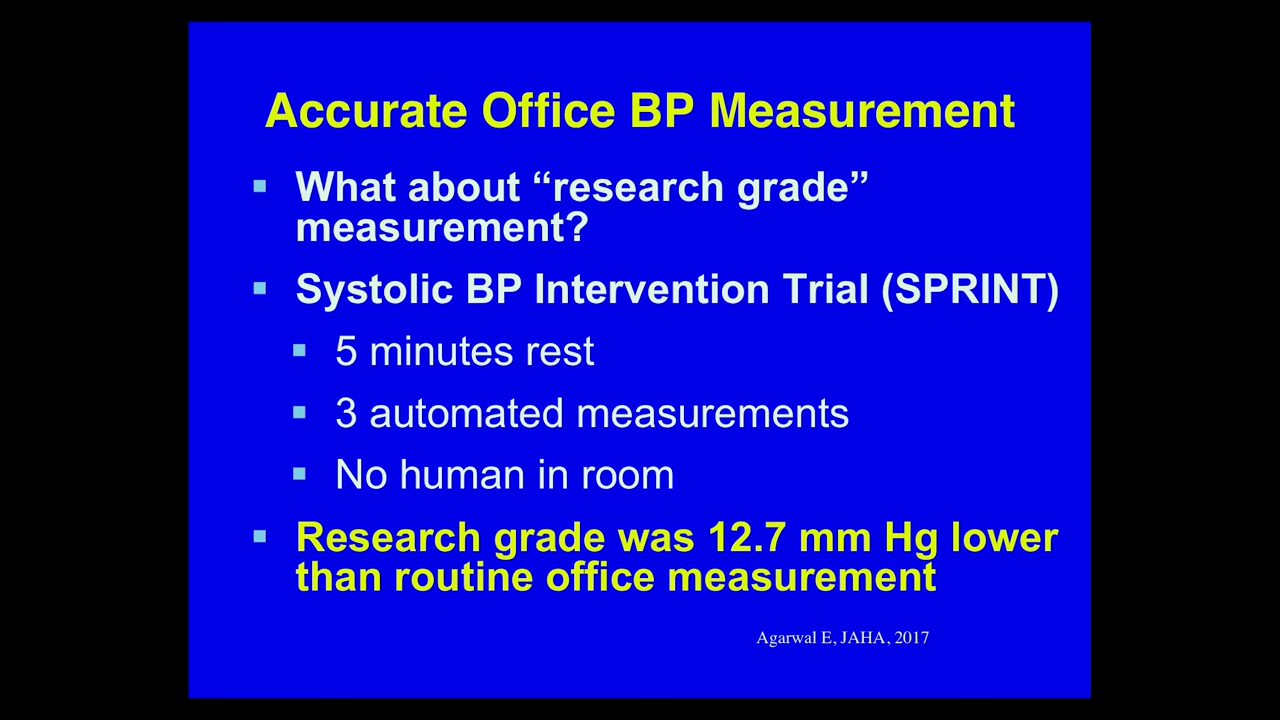 Accurate Office BP Measurement
▪ What about “research grade”
measurement?
▪ Systolic BP Intervention Trial (SPRINT)
▪ 5 minutes rest
▪ 3 automated measurements
▪ No human in room
▪ Research grade was 12.7 mm Hg lower
than routine office measurement
Agarwal E, JAHA, 2017